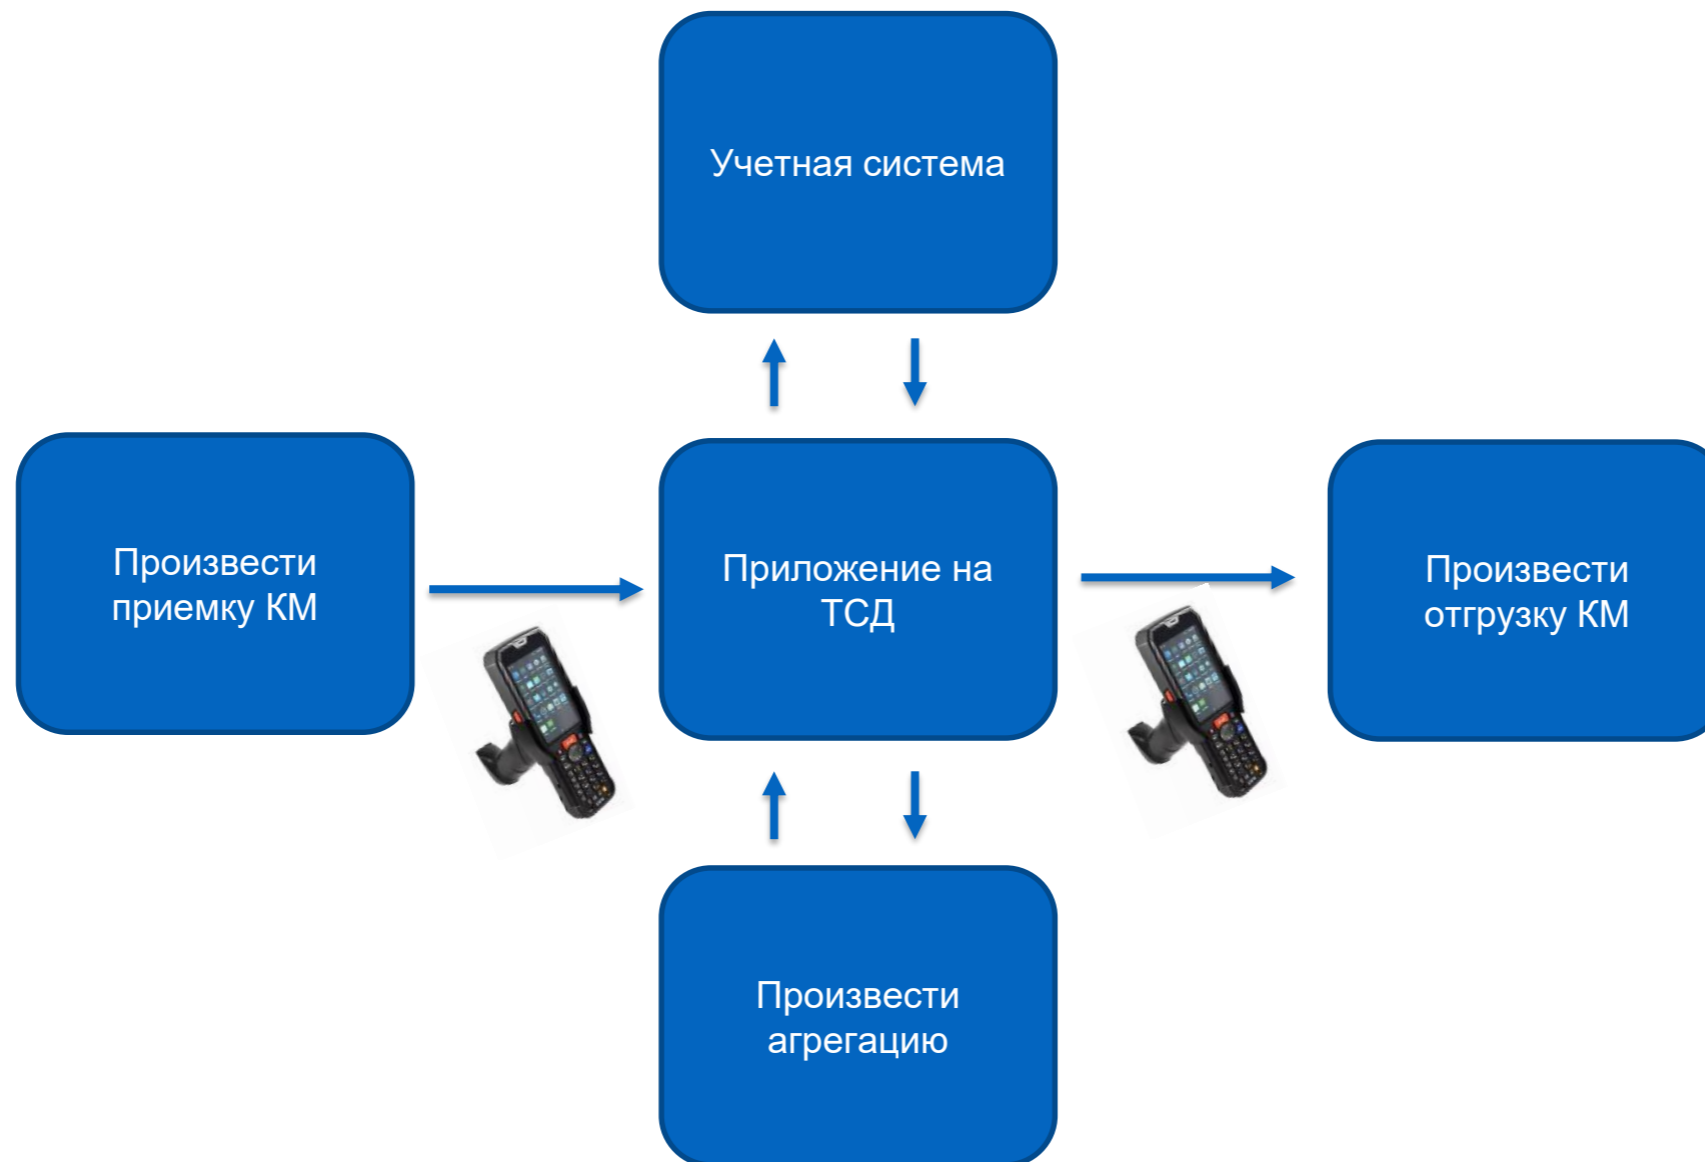 Учетная система
Произвести
приемку КМ
Приложение на
ТСД
Произвести
отгрузку КМ
Произвести
агрегацию